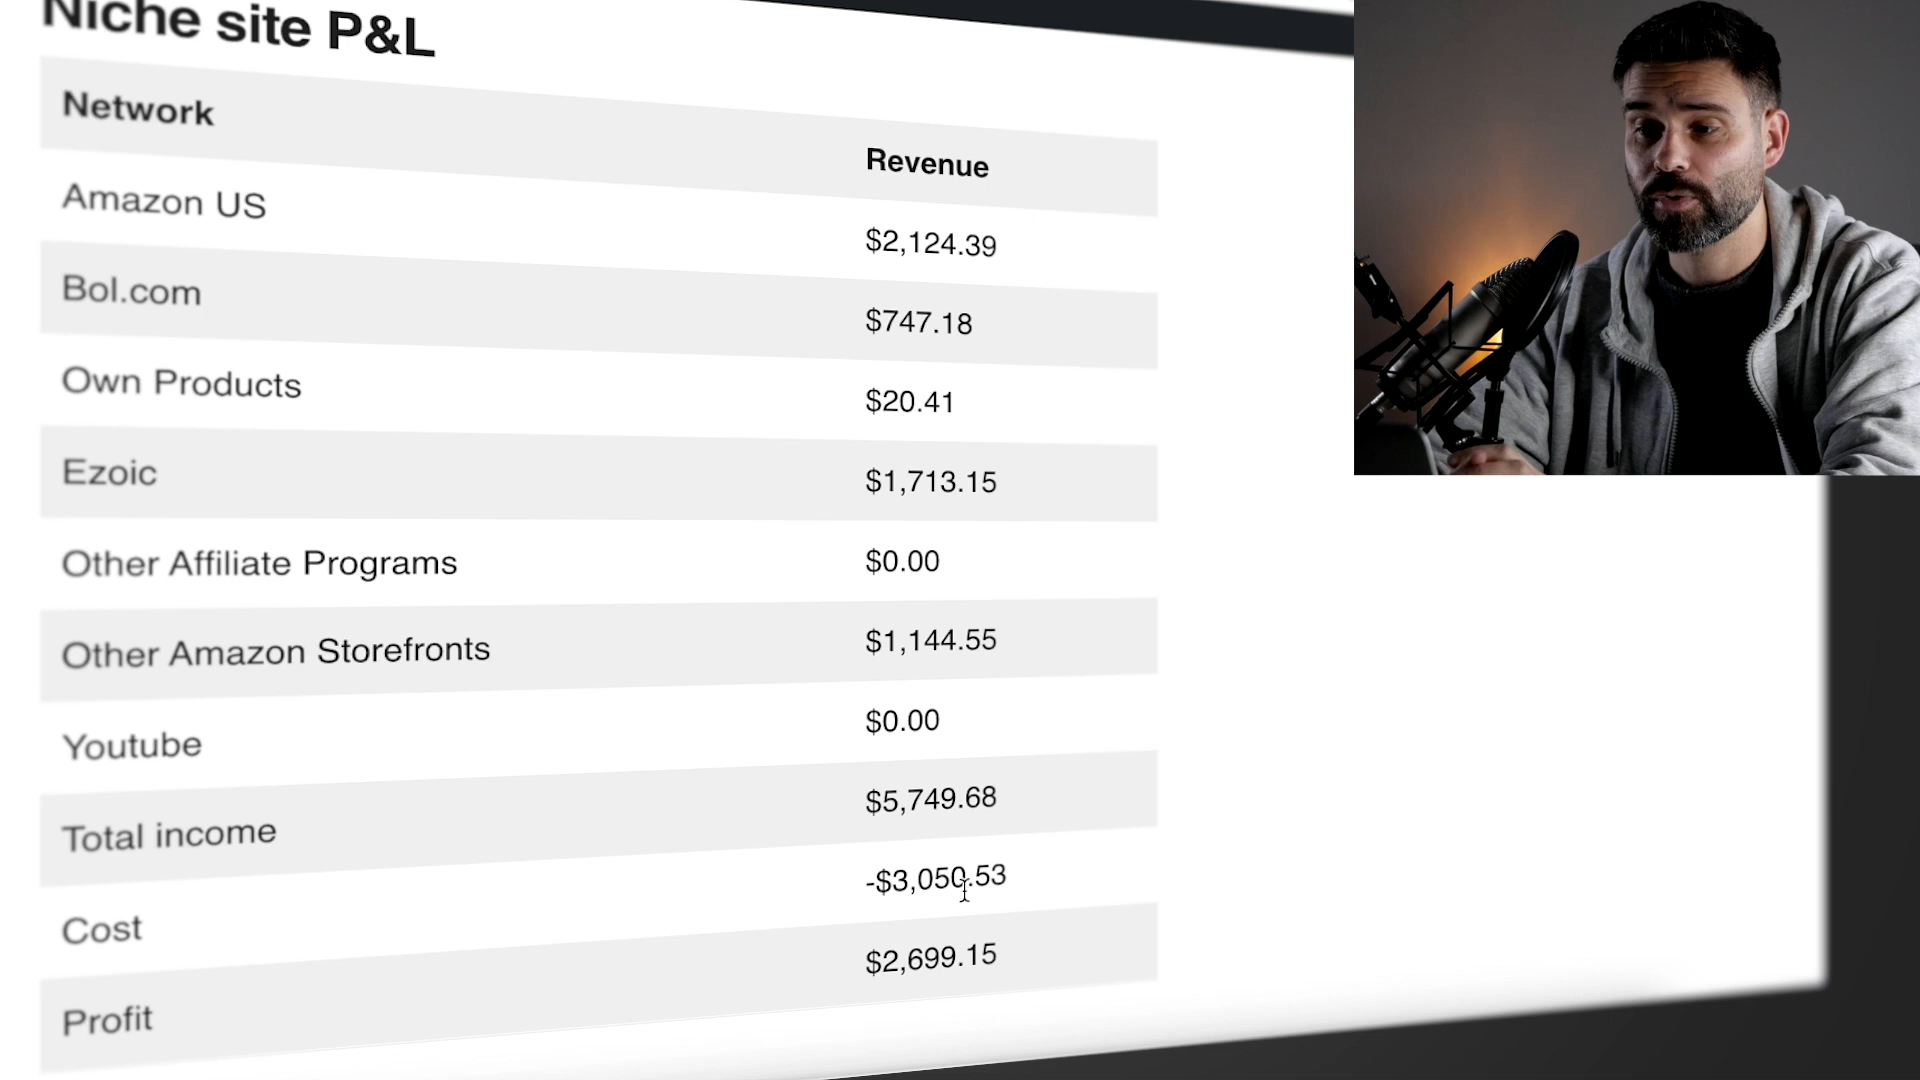 Niche site P&L
Network Revenue
Amazon US $2,124.39
Bol.com $747.18
Own Products $20.41
Ezoic $1,713.15
Other Affiliate Programs $0.00
Other Amazon Storefronts $1,144.55
Youtube $0.00
Total income $5,749.68
Cost -$3,050.53
Profit $2,699.15